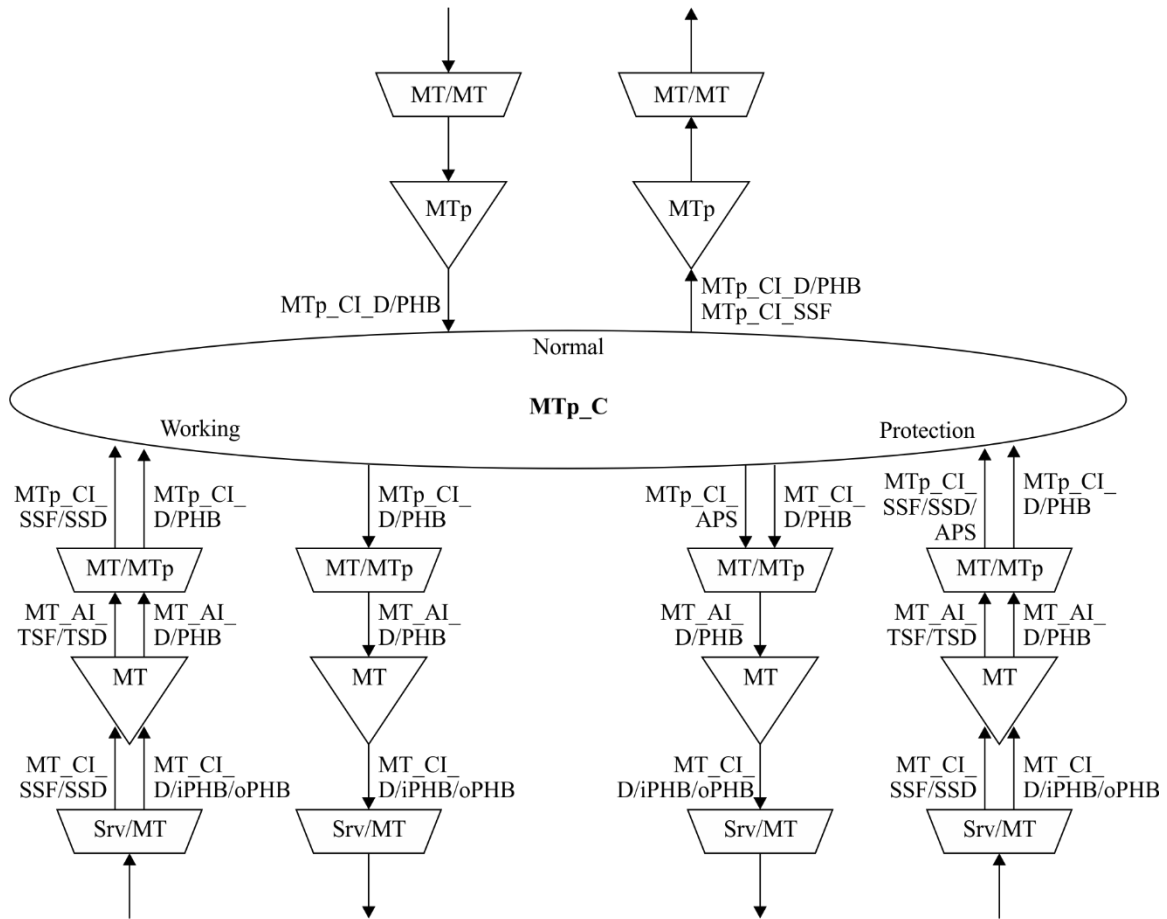 MT/MT
MT/MT
MTp
MTp
MTp_CI_D/PHB
MTp_CI_D/PHB
MTp_CI_SSF
Normal
MTp_C
Working
Protection
MTp_CI_
SSF/SSD
MTp_CI_
D/PHB
MTp_CI_
D/PHB
MTp_CI_
APS
MT_CI_
D/PHB
MTp_CI_
SSF/SSD/
APS
MTp_CI_
D/PHB
MT/MTp
MT/MTp
MT/MTp
MT/MTp
MT_AI_
TSF/TSD
MT_AI_
D/PHB
MT_AI_
D/PHB
MT_AI_
D/PHB
MT_AI_
TSF/TSD
MT_AI_
D/PHB
MT
MT
MT
MT
MT_CI_
SSF/SSD
MT_CI_
D/iPHB/oPHB
MT_CI_
D/iPHB/oPHB
MT_CI_
D/iPHB/oPHB
MT_CI_
SSF/SSD
MT_CI_
D/iPHB/oPHB
Srv/MT
Srv/MT
Srv/MT
Srv/MT